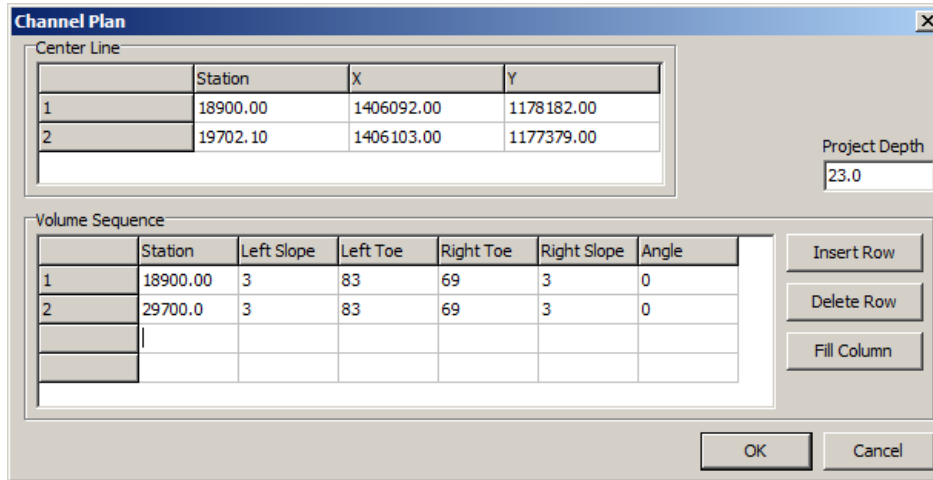 Channel Plan
Center Line
Station X Y
1 18900.00 1406092.00 1178182.00
2 19702.10 1406103.00 1177379.00
Project Depth
23.0
Volume Sequence
Station Left Slope Left Toe Right Toe Right Slope Angle
1 18900.00 3 83 69 3 0
2 29700.0 3 83 69 3 0
Insert Row
Delete Row
Fill Column
OK Cancel